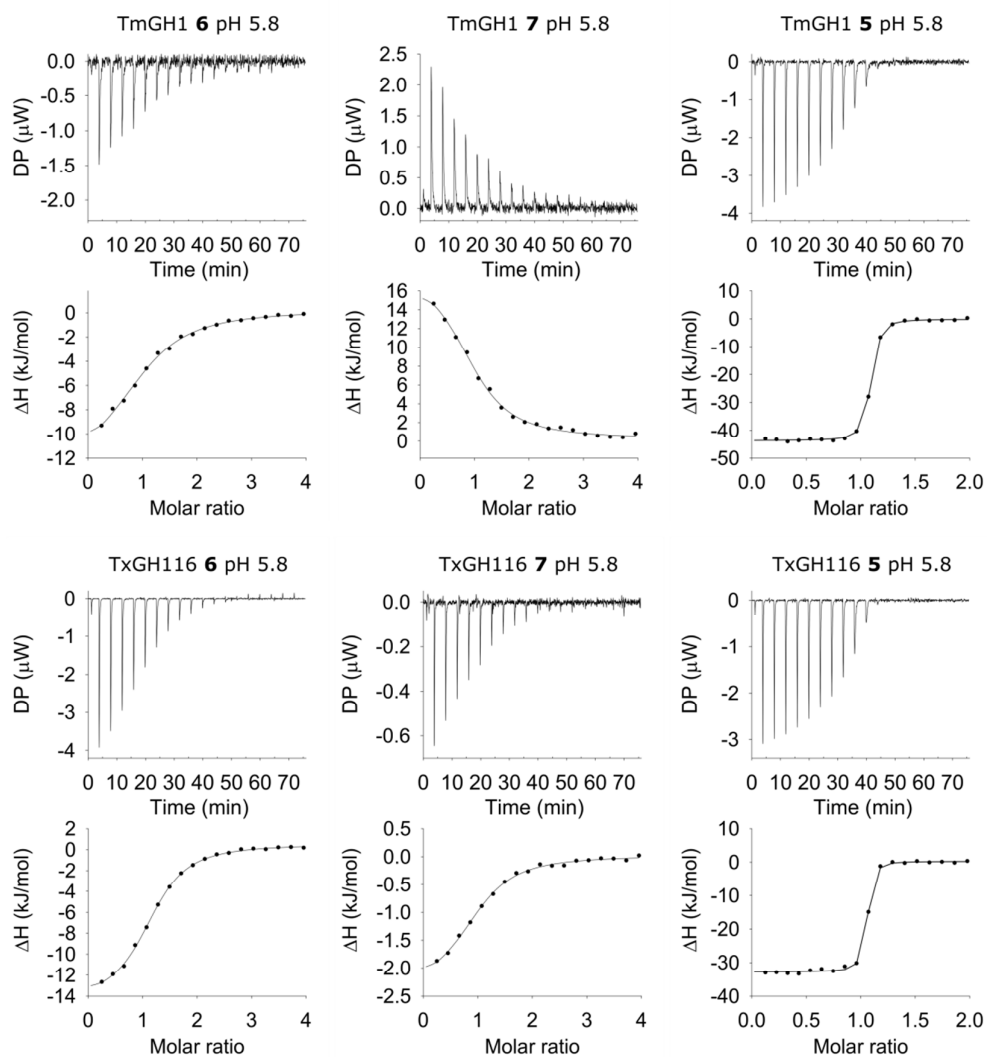 TmGH1 6 pH 5.8
DP (μW)
0.0
-0.5
-1.0
-1.5
-2.0
0 10 20 30 40 50 60 70
Time (min)
ΔH (kJ/mol)
0
-2
-4
-6
-8
-10
-12
0 1 2 3 4
Molar ratio
TmGH1 7 pH 5.8
DP (μW)
2.5
2.0
1.5
1.0
0.5
0.0
0 10 20 30 40 50 60 70
Time (min)
ΔH (kJ/mol)
16
14
12
10
8
6
4
2
0
0 1 2 3 4
Molar ratio
TmGH1 5 pH 5.8
DP (μW)
0
-1
-2
-3
-4
0 10 20 30 40 50 60 70
Time (min)
ΔH (kJ/mol)
10
0
-10
-20
-30
-40
-50
0.0 0.5 1.0 1.5 2.0
Molar ratio
TxGH116 6 pH 5.8
DP (μW)
0
-1
-2
-3
-4
0 10 20 30 40 50 60 70
Time (min)
ΔH (kJ/mol)
2
0
-2
-4
-6
-8
-10
-12
-14
0 1 2 3 4
Molar ratio
TxGH116 7 pH 5.8
DP (μW)
0.0
-0.2
-0.4
-0.6
0 10 20 30 40 50 60 70
Time (min)
ΔH (kJ/mol)
0.5
0.0
-0.5
-1.0
-1.5
-2.0
-2.5
0 1 2 3 4
Molar ratio
TxGH116 5 pH 5.8
DP (μW)
0
-1
-2
-3
0 10 20 30 40 50 60 70
Time (min)
ΔH (kJ/mol)
10
0
-10
-20
-30
-40
0.0 0.5 1.0 1.5 2.0
Molar ratio